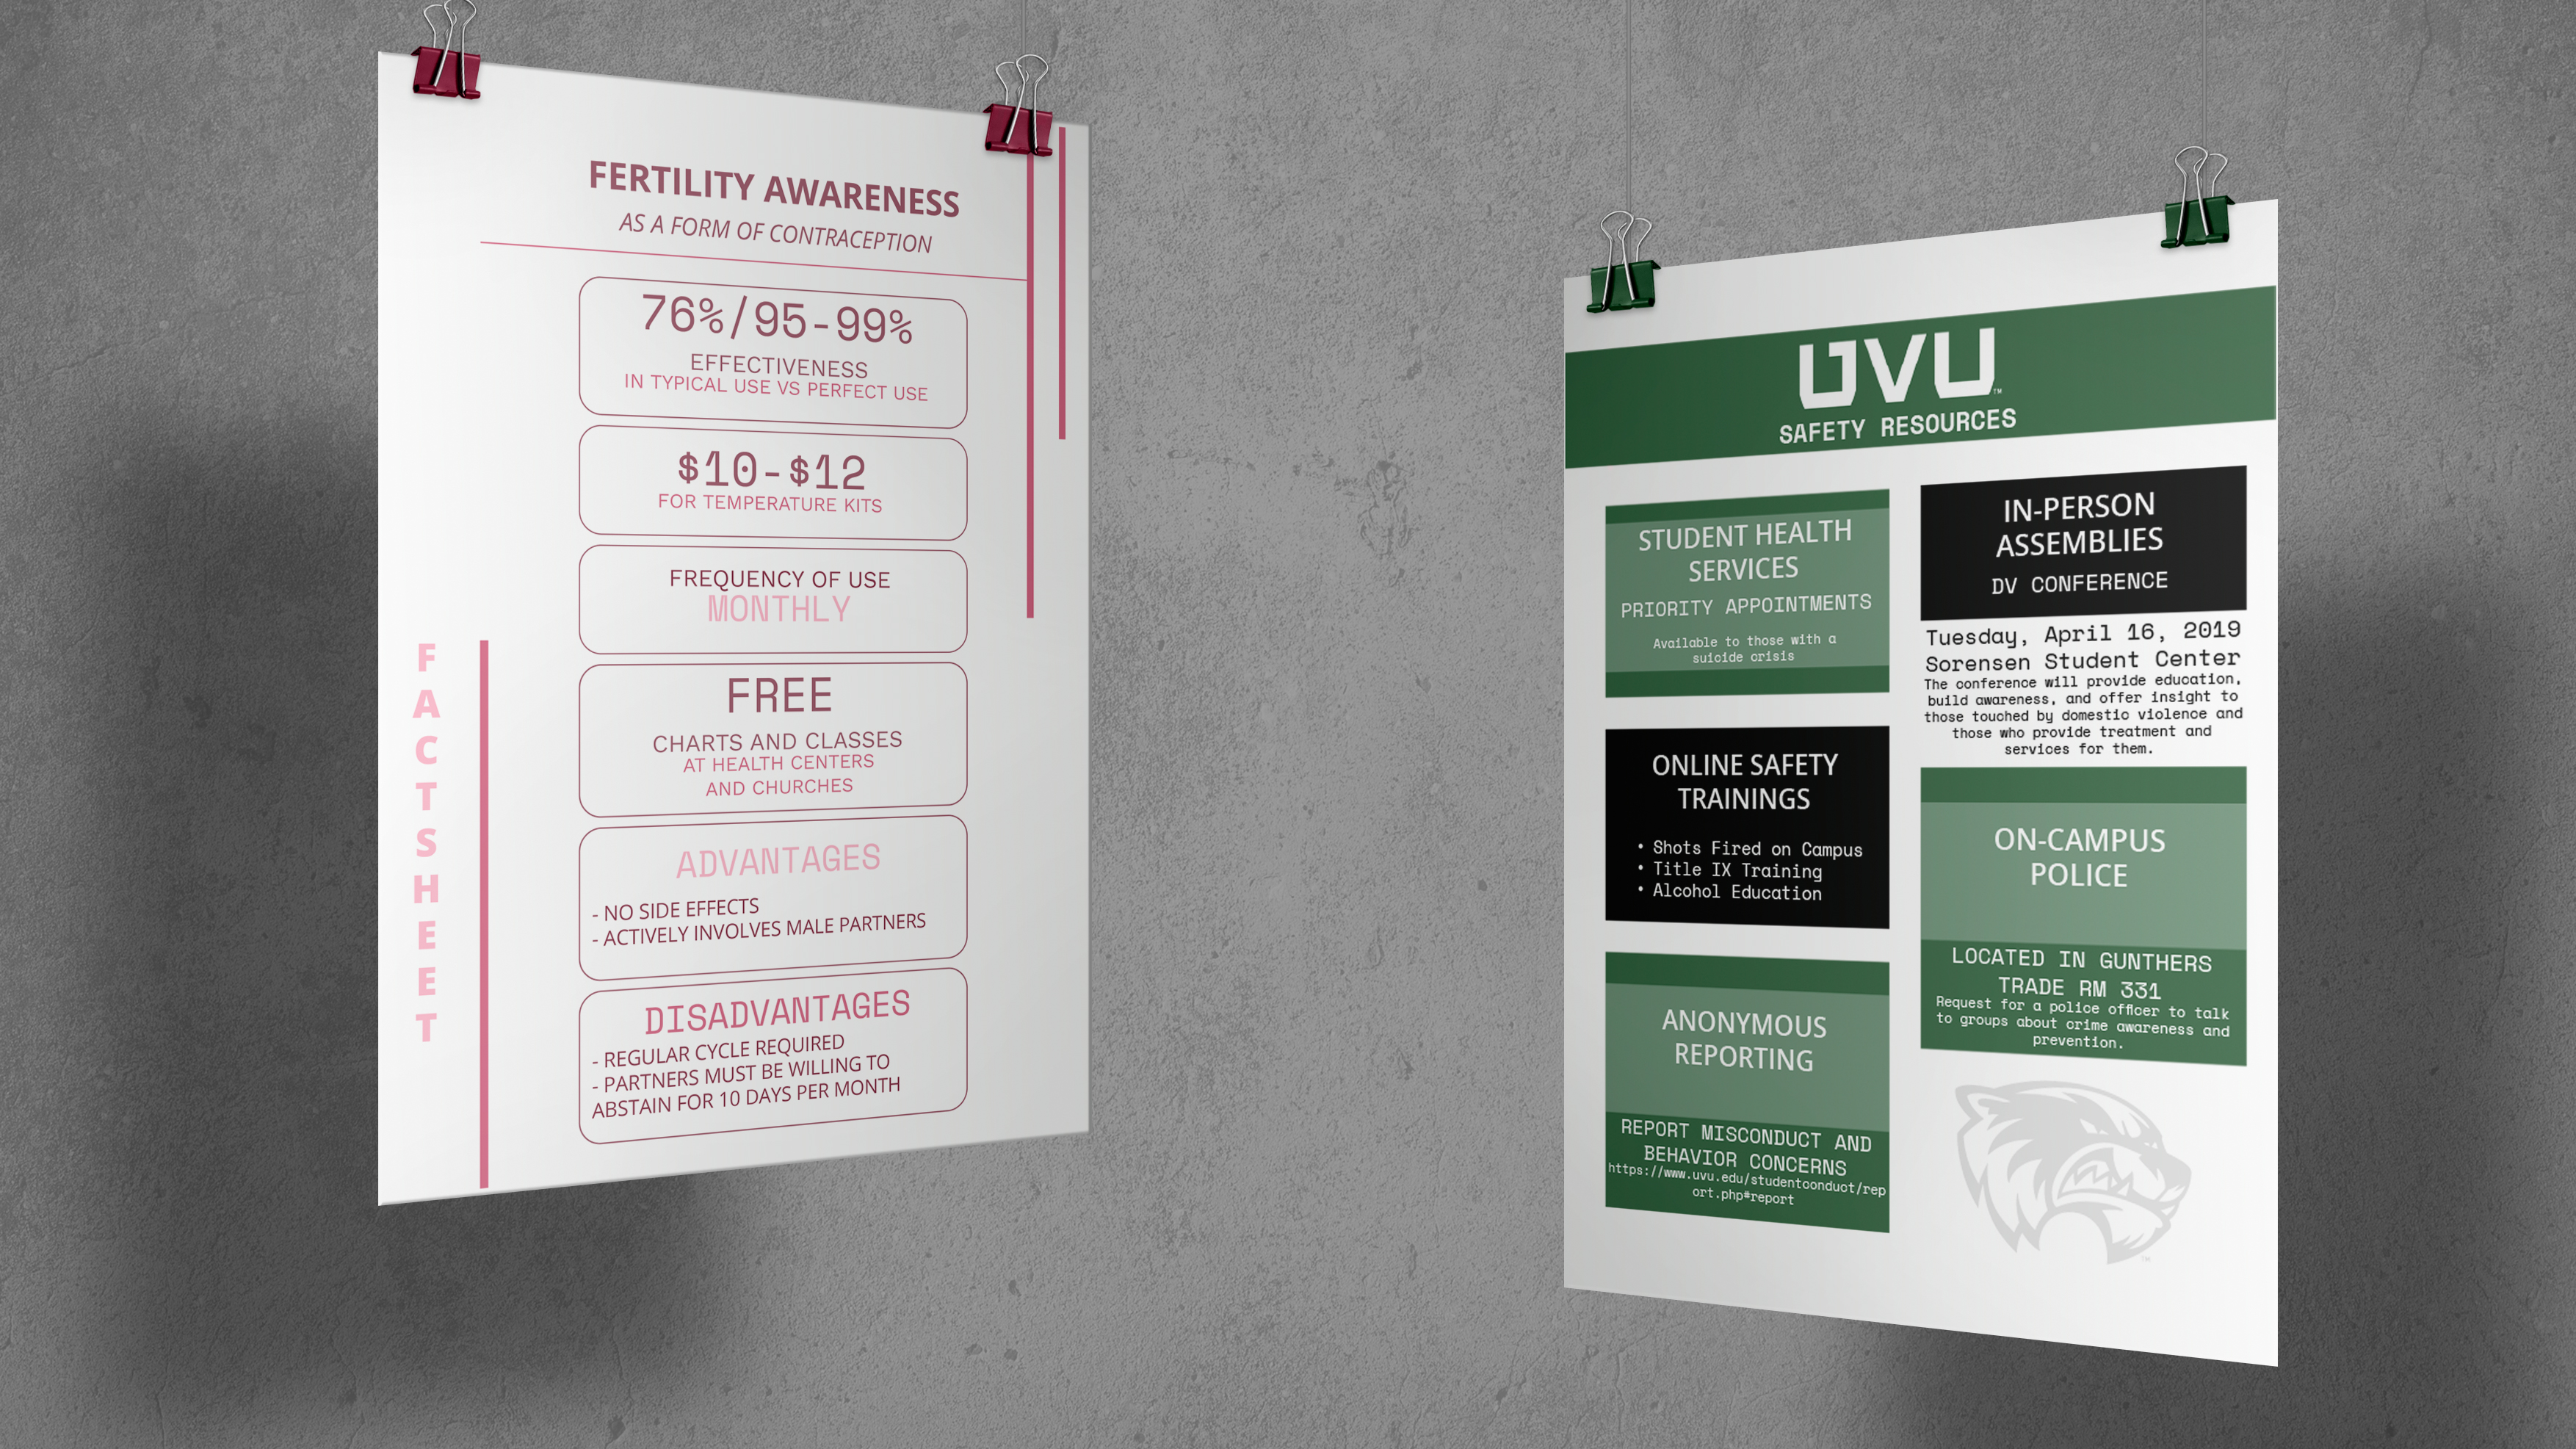 FERTILITY AWARENESS
AS A FORM OF CONTRACEPTION
76%/95-99%
EFFECTIVENESS
IN TYPICAL USE VS PERFECT USE
$10-$12
FOR TEMPERATURE KITS
FREQUENCY OF USE
MONTHLY
FREE
CHARTS AND CLASSES
AT HEALTH CENTERS
AND CHURCHES
ADVANTAGES
- NO SIDE EFFECTS
- ACTIVELY INVOLVES MALE PARTNERS
DISADVANTAGES
- REGULAR CYCLE REQUIRED
- PARTNERS MUST BE WILLING TO
ABSTAIN FOR 10 DAYS PER MONTH
F
A
C
T
S
H
E
E
T
UVU™
SAFETY RESOURCES
STUDENT HEALTH
SERVICES
PRIORITY APPOINTMENTS
Available to those with a
suicide crisis
ONLINE SAFETY
TRAININGS
• Shots Fired on Campus
• Title IX Training
• Alcohol Education
ANONYMOUS
REPORTING
REPORT MISCONDUCT AND
BEHAVIOR CONCERNS
https://www.uvu.edu/studentconduct/rep
ort.php#report
IN-PERSON
ASSEMBLIES
DV CONFERENCE
Tuesday, April 16, 2019
Sorensen Student Center
The conference will provide education,
build awareness, and offer insight to
those touched by domestic violence and
those who provide treatment and
services for them.
ON-CAMPUS
POLICE
LOCATED IN GUNTHERS
TRADE RM 331
Request for a police officer to talk
to groups about crime awareness and
prevention.
™